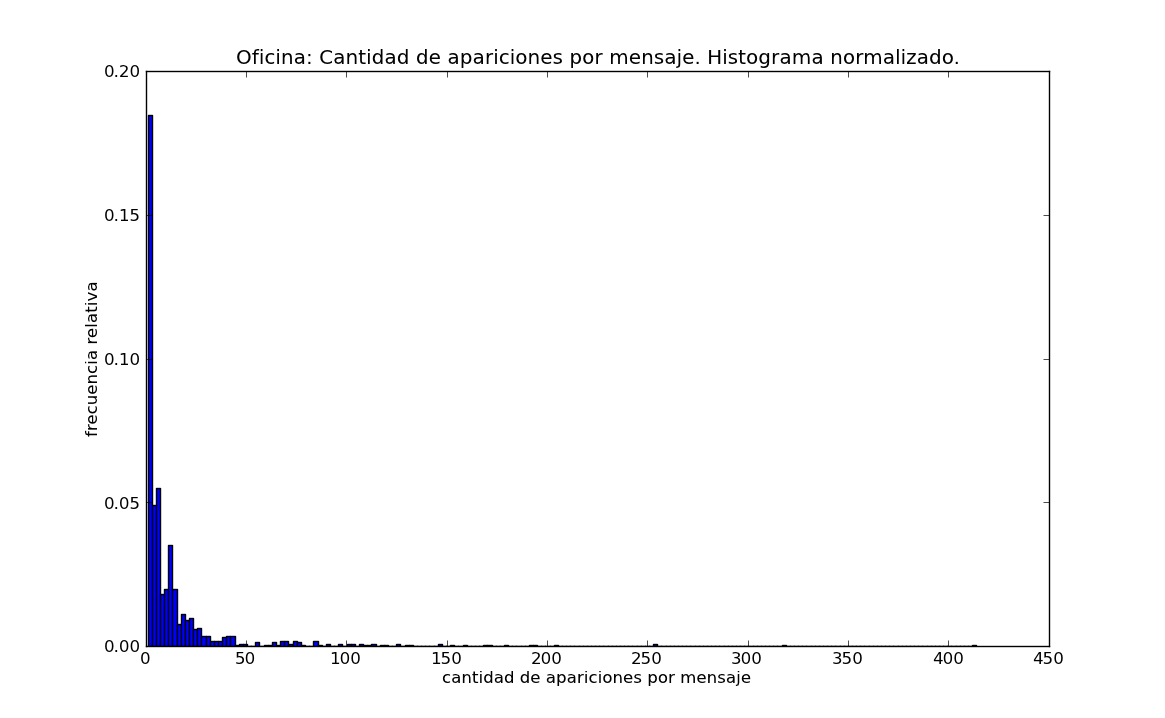 Oficina: Cantidad de apariciones por mensaje. Histograma normalizado.
0.20
0.15
0.10
0.05
0.00
frecuencia relativa
0 50 100 150 200 250 300 350 400 450
cantidad de apariciones por mensaje